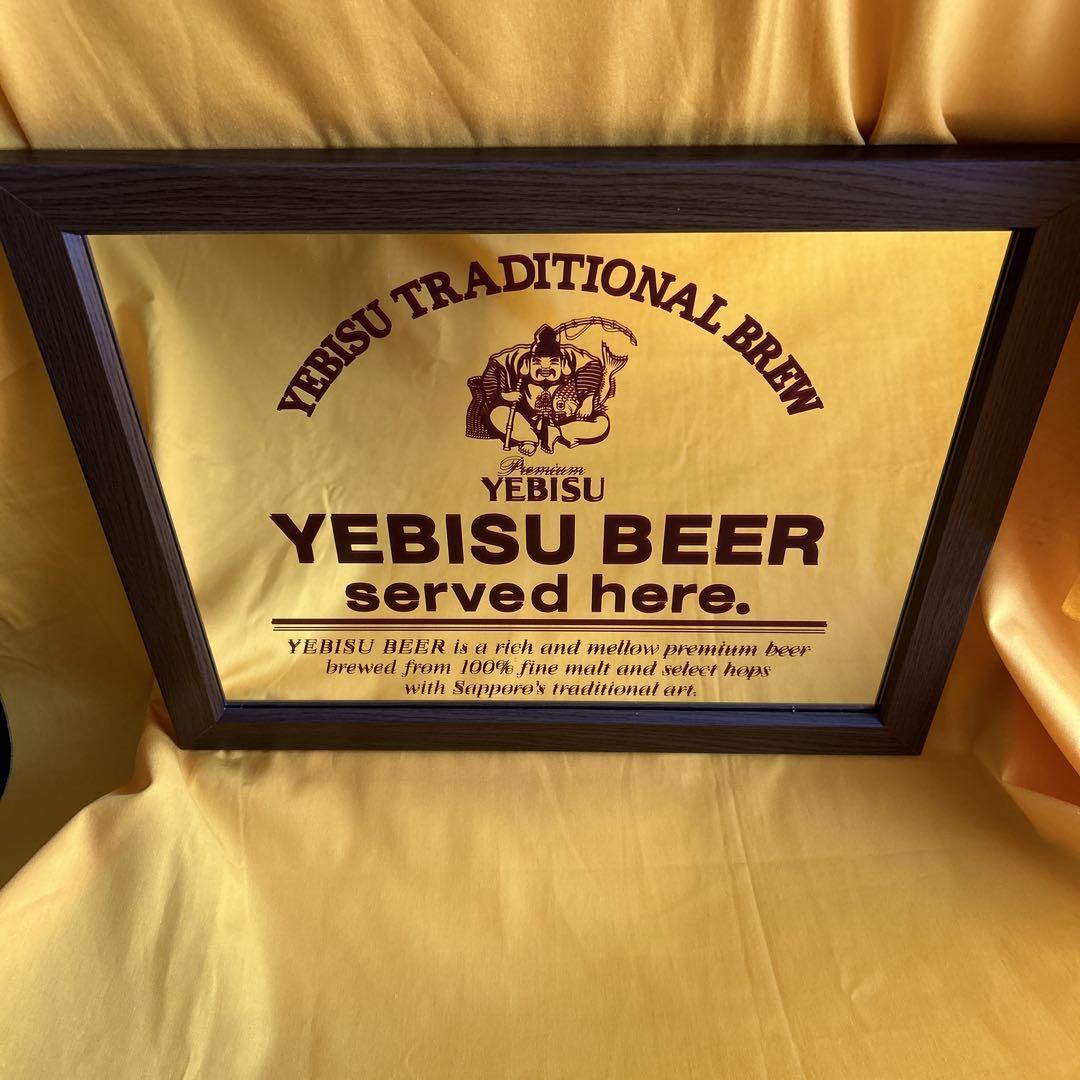 YEBISU TRADITIONAL BREW
Premium
YEBISU
YEBISU BEER
served here.
YEBISU BEER is a rich and mellow premium beer
brewed from 100% fine malt and select hops
with Sapporo's traditional art.